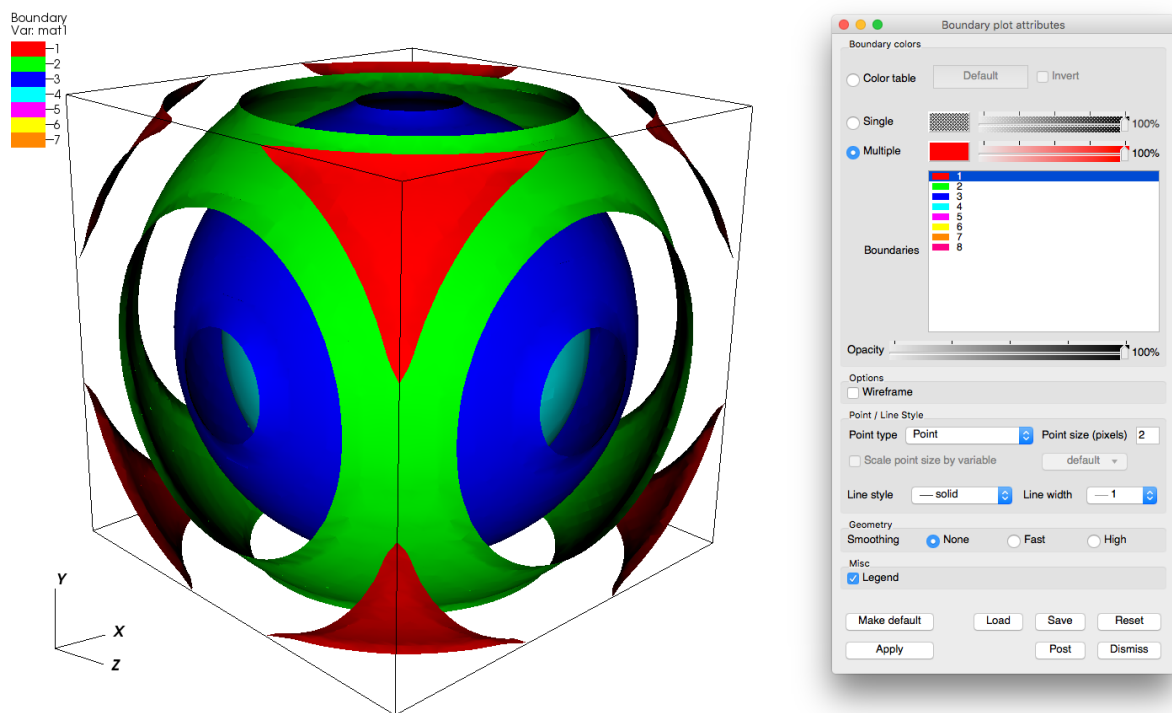 Boundary
Var: mat1
1
2
3
4
5
6
7
Y
X
Z
Boundary plot attributes
Boundary colors
Color table Default Invert
Single 100%
Multiple 100%
Boundaries
1
2
3
4
5
6
7
8
Opacity 100%
Options
Wireframe
Point / Line Style
Point type Point Point size (pixels) 2
Scale point size by variable default
Line style — solid Line width — 1
Geometry
Smoothing None Fast High
Misc
Legend
Make default Load Save Reset
Apply Post Dismiss